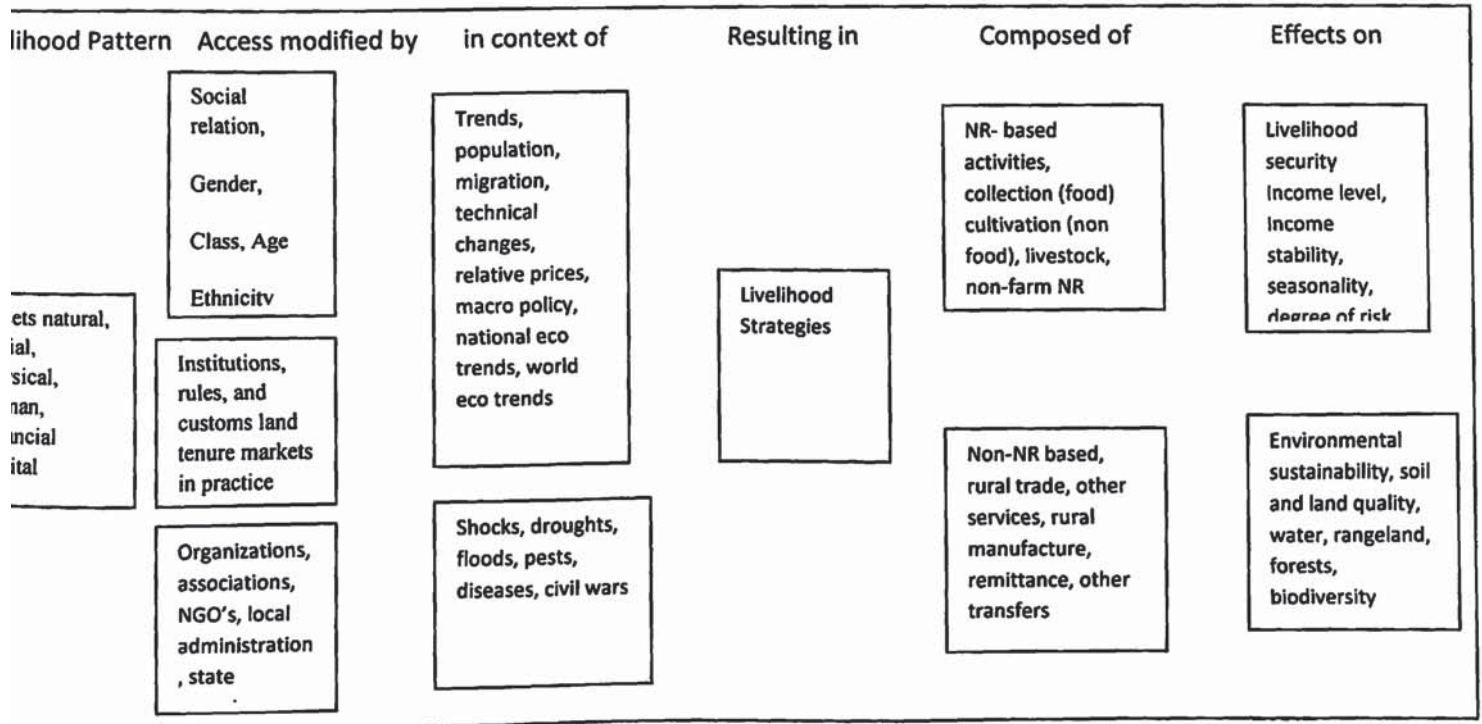 lihood Pattern
Access modified by
in context of
Resulting in
Composed of
Effects on
ets natural,
ial,
sical,
nan,
ncial
ital
Social
relation,
Gender,
Class, Age
Ethnicity
Institutions,
rules, and
customs land
tenure markets
in practice
Organizations,
associations,
NGO's, local
administration
, state
Trends,
population,
migration,
technical
changes,
relative prices,
macro policy,
national eco
trends, world
eco trends
Shocks, droughts,
floods, pests,
diseases, civil wars
Livelihood
Strategies
NR- based
activities,
collection (food)
cultivation (non
food), livestock,
non-farm NR
Non-NR based,
rural trade, other
services, rural
manufacture,
remittance, other
transfers
Livelihood
security
Income level,
Income
stability,
seasonality,
degree of risk
Environmental
sustainability, soil
and land quality,
water, rangeland,
forests,
biodiversity